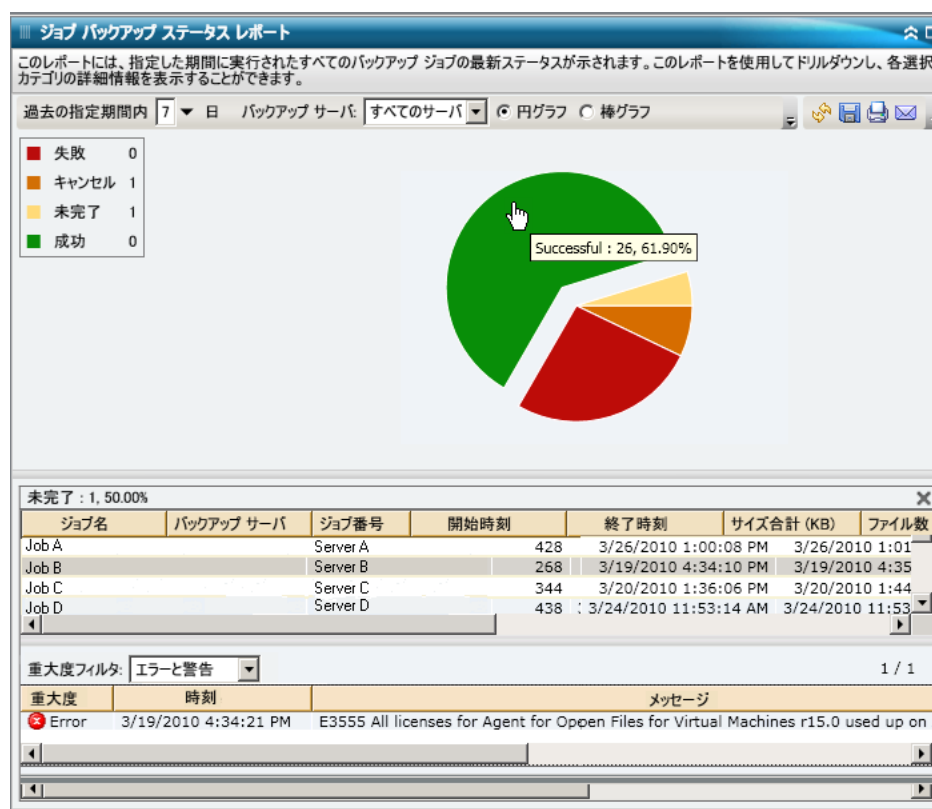 ジョブ バックアップ ステータス レポート
このレポートには、指定した期間に実行されたすべてのバックアップ ジョブの最新ステータスが示されます。このレポートを使用してドリルダウンし、各選択
カテゴリの詳細情報を表示することができます。
過去の指定期間内 7 日 バックアップ サーバ: すべてのサーバ 円グラフ 棒グラフ
失敗 0
キャンセル 1
未完了 1
成功 0
Successful : 26, 61.90%
未完了 : 1, 50.00%
ジョブ名 バックアップ サーバ ジョブ番号 開始時刻 終了時刻 サイズ合計 (KB) ファイル数
Job A Server A 428 3/26/2010 1:00:08 PM 3/26/2010 1:01
Job B Server B 268 3/19/2010 4:34:10 PM 3/19/2010 4:35
Job C Server C 344 3/20/2010 1:36:06 PM 3/20/2010 1:44
Job D Server D 438 3/24/2010 11:53:14 AM 3/24/2010 11:53
重大度フィルタ: エラーと警告 1 / 1
重大度 時刻 メッセージ
Error 3/19/2010 4:34:21 PM E3555 All licenses for Agent for Oppen Files for Virtual Machines r15.0 used up on